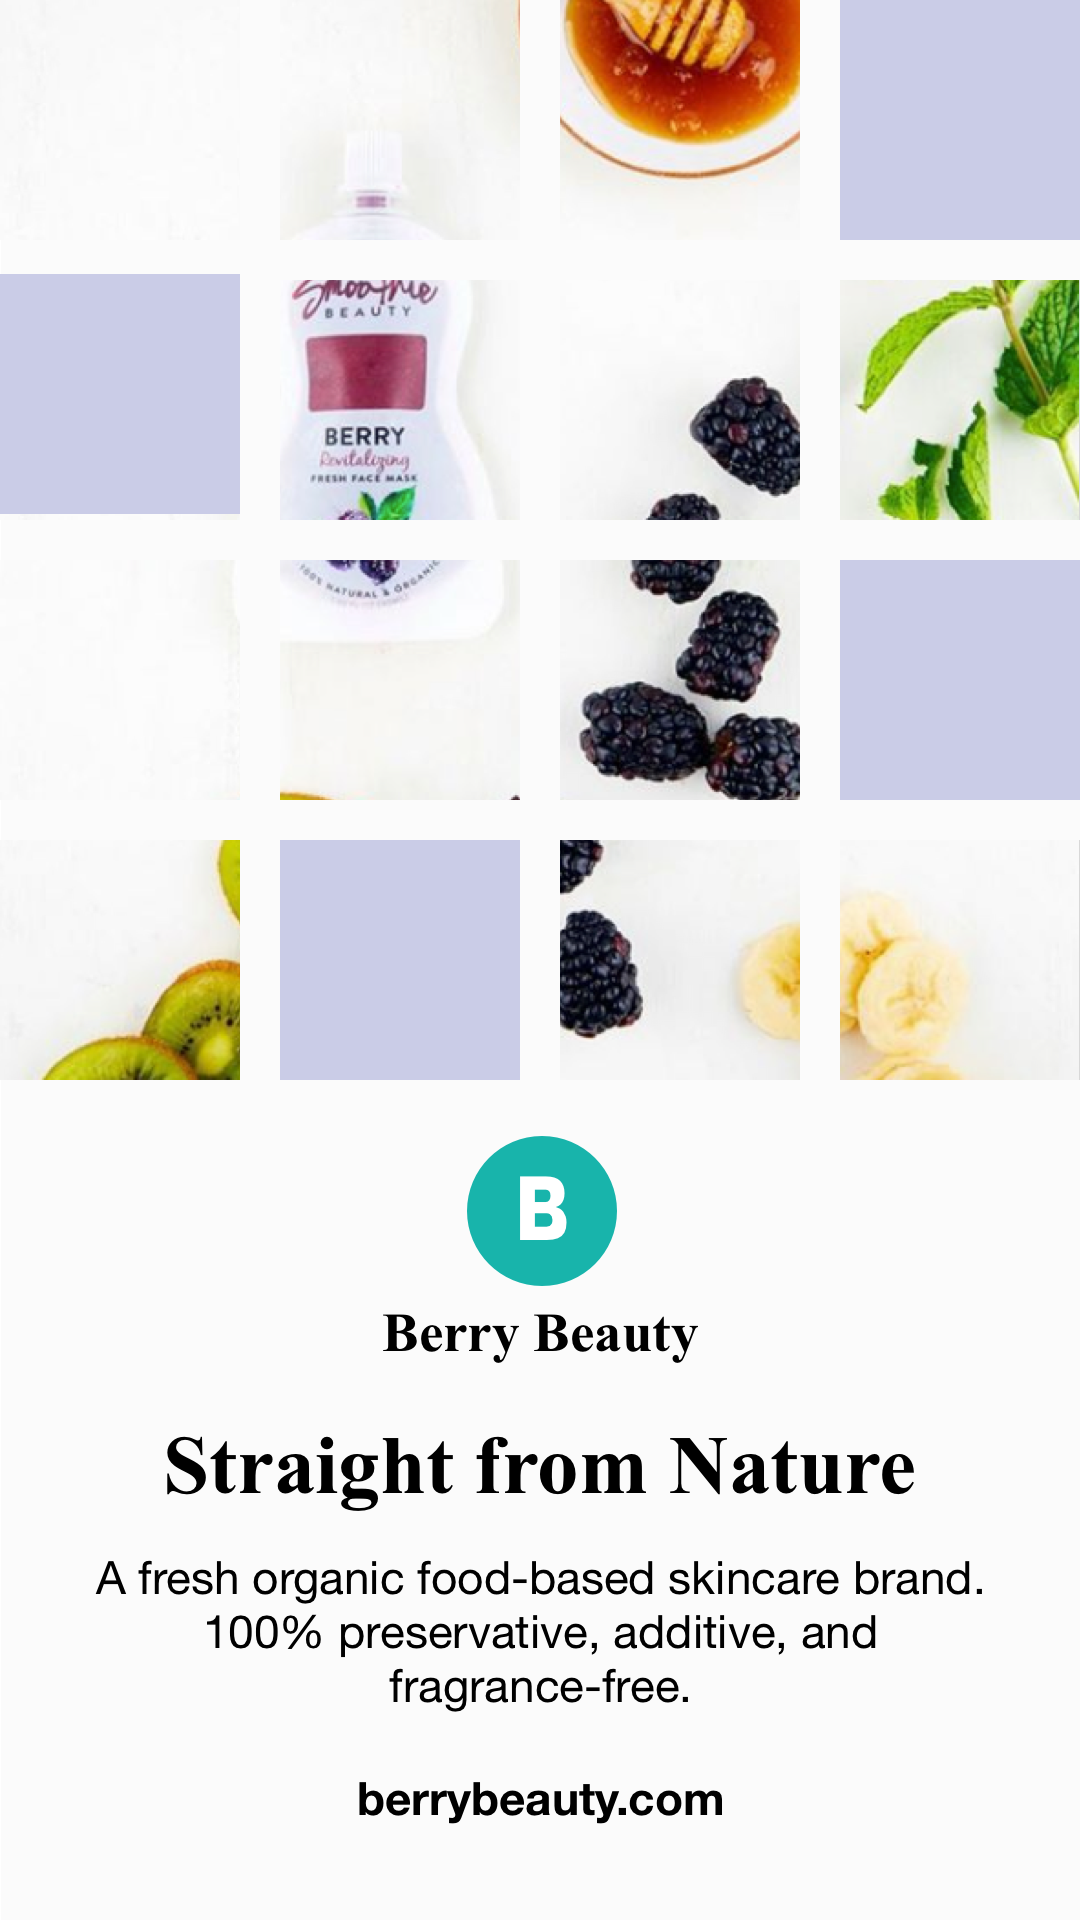 Smoothie
BEAUTY
BERRY
Revitalizing
FRESH FACE MASK
100% NATURAL & ORGANIC
B
Berry Beauty
Straight from Nature
A fresh organic food-based skincare brand.
100% preservative, additive, and
fragrance-free.
berrybeauty.com